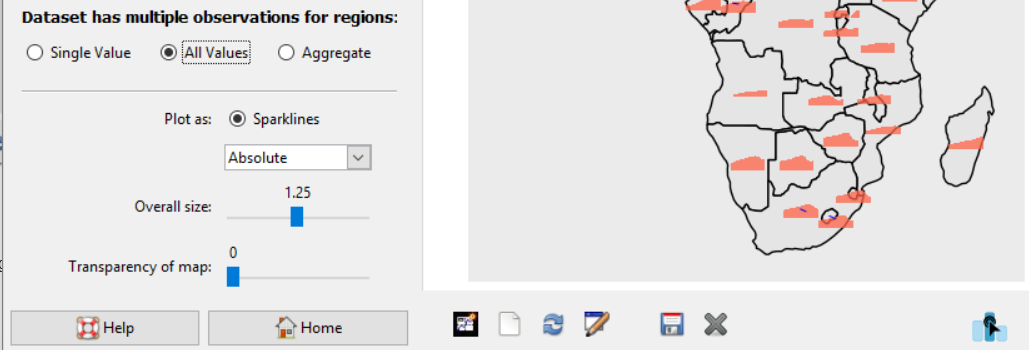 Dataset has multiple observations for regions:
Single Value All Values Aggregate
Plot as: Sparklines
Absolute
1.25
Overall size:
0
Transparency of map:
Help Home